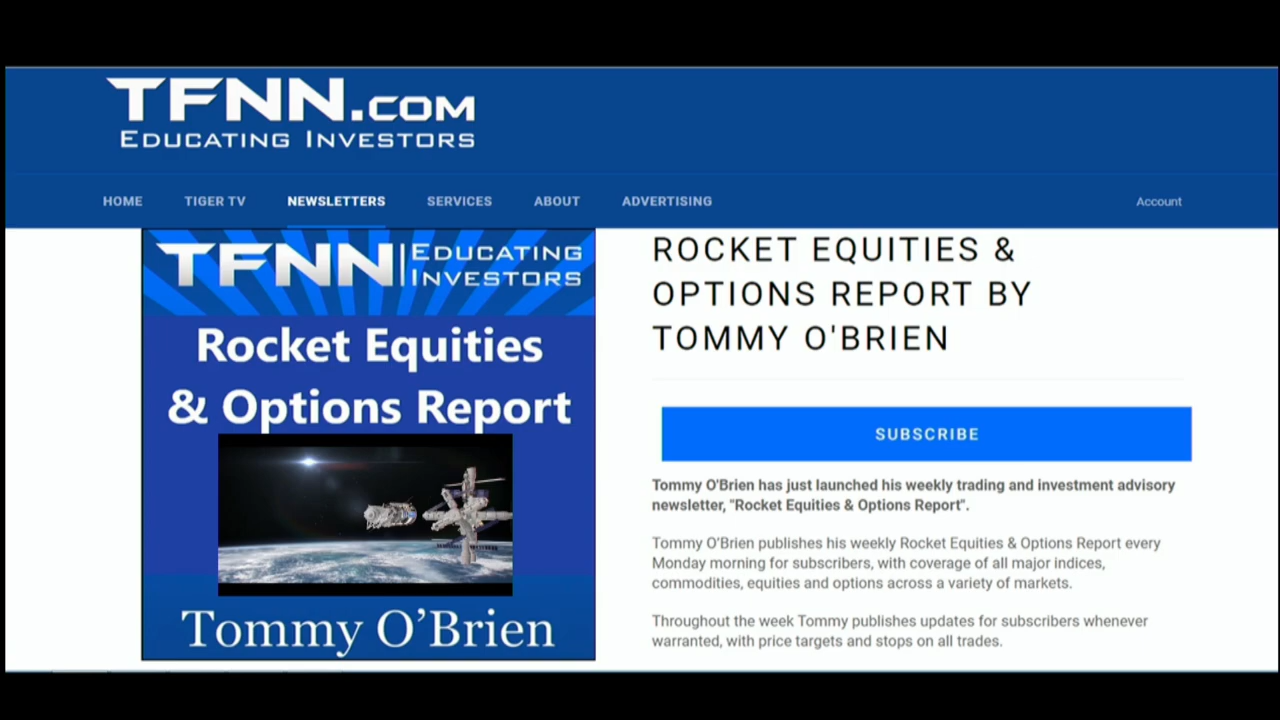 TFNN.COM
EDUCATING INVESTORS
HOME TIGER TV NEWSLETTERS SERVICES ABOUT ADVERTISING Account
TFNN | EDUCATING
INVESTORS
Rocket Equities
& Options Report
Tommy O’Brien
ROCKET EQUITIES &
OPTIONS REPORT BY
TOMMY O'BRIEN
SUBSCRIBE
Tommy O'Brien has just launched his weekly trading and investment advisory
newsletter, "Rocket Equities & Options Report".
Tommy O’Brien publishes his weekly Rocket Equities & Options Report every
Monday morning for subscribers, with coverage of all major indices,
commodities, equities and options across a variety of markets.
Throughout the week Tommy publishes updates for subscribers whenever
warranted, with price targets and stops on all trades.